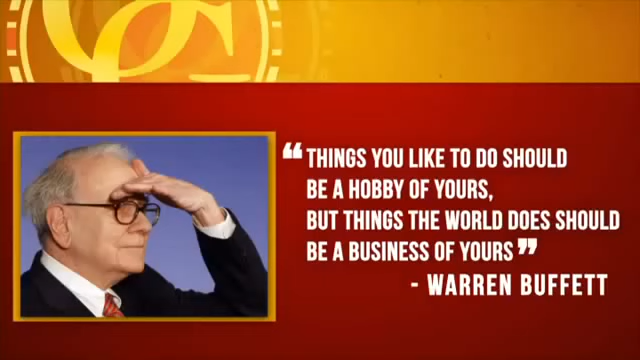 “ THINGS YOU LIKE TO DO SHOULD
BE A HOBBY OF YOURS,
BUT THINGS THE WORLD DOES SHOULD
BE A BUSINESS OF YOURS ”
- WARREN BUFFETT